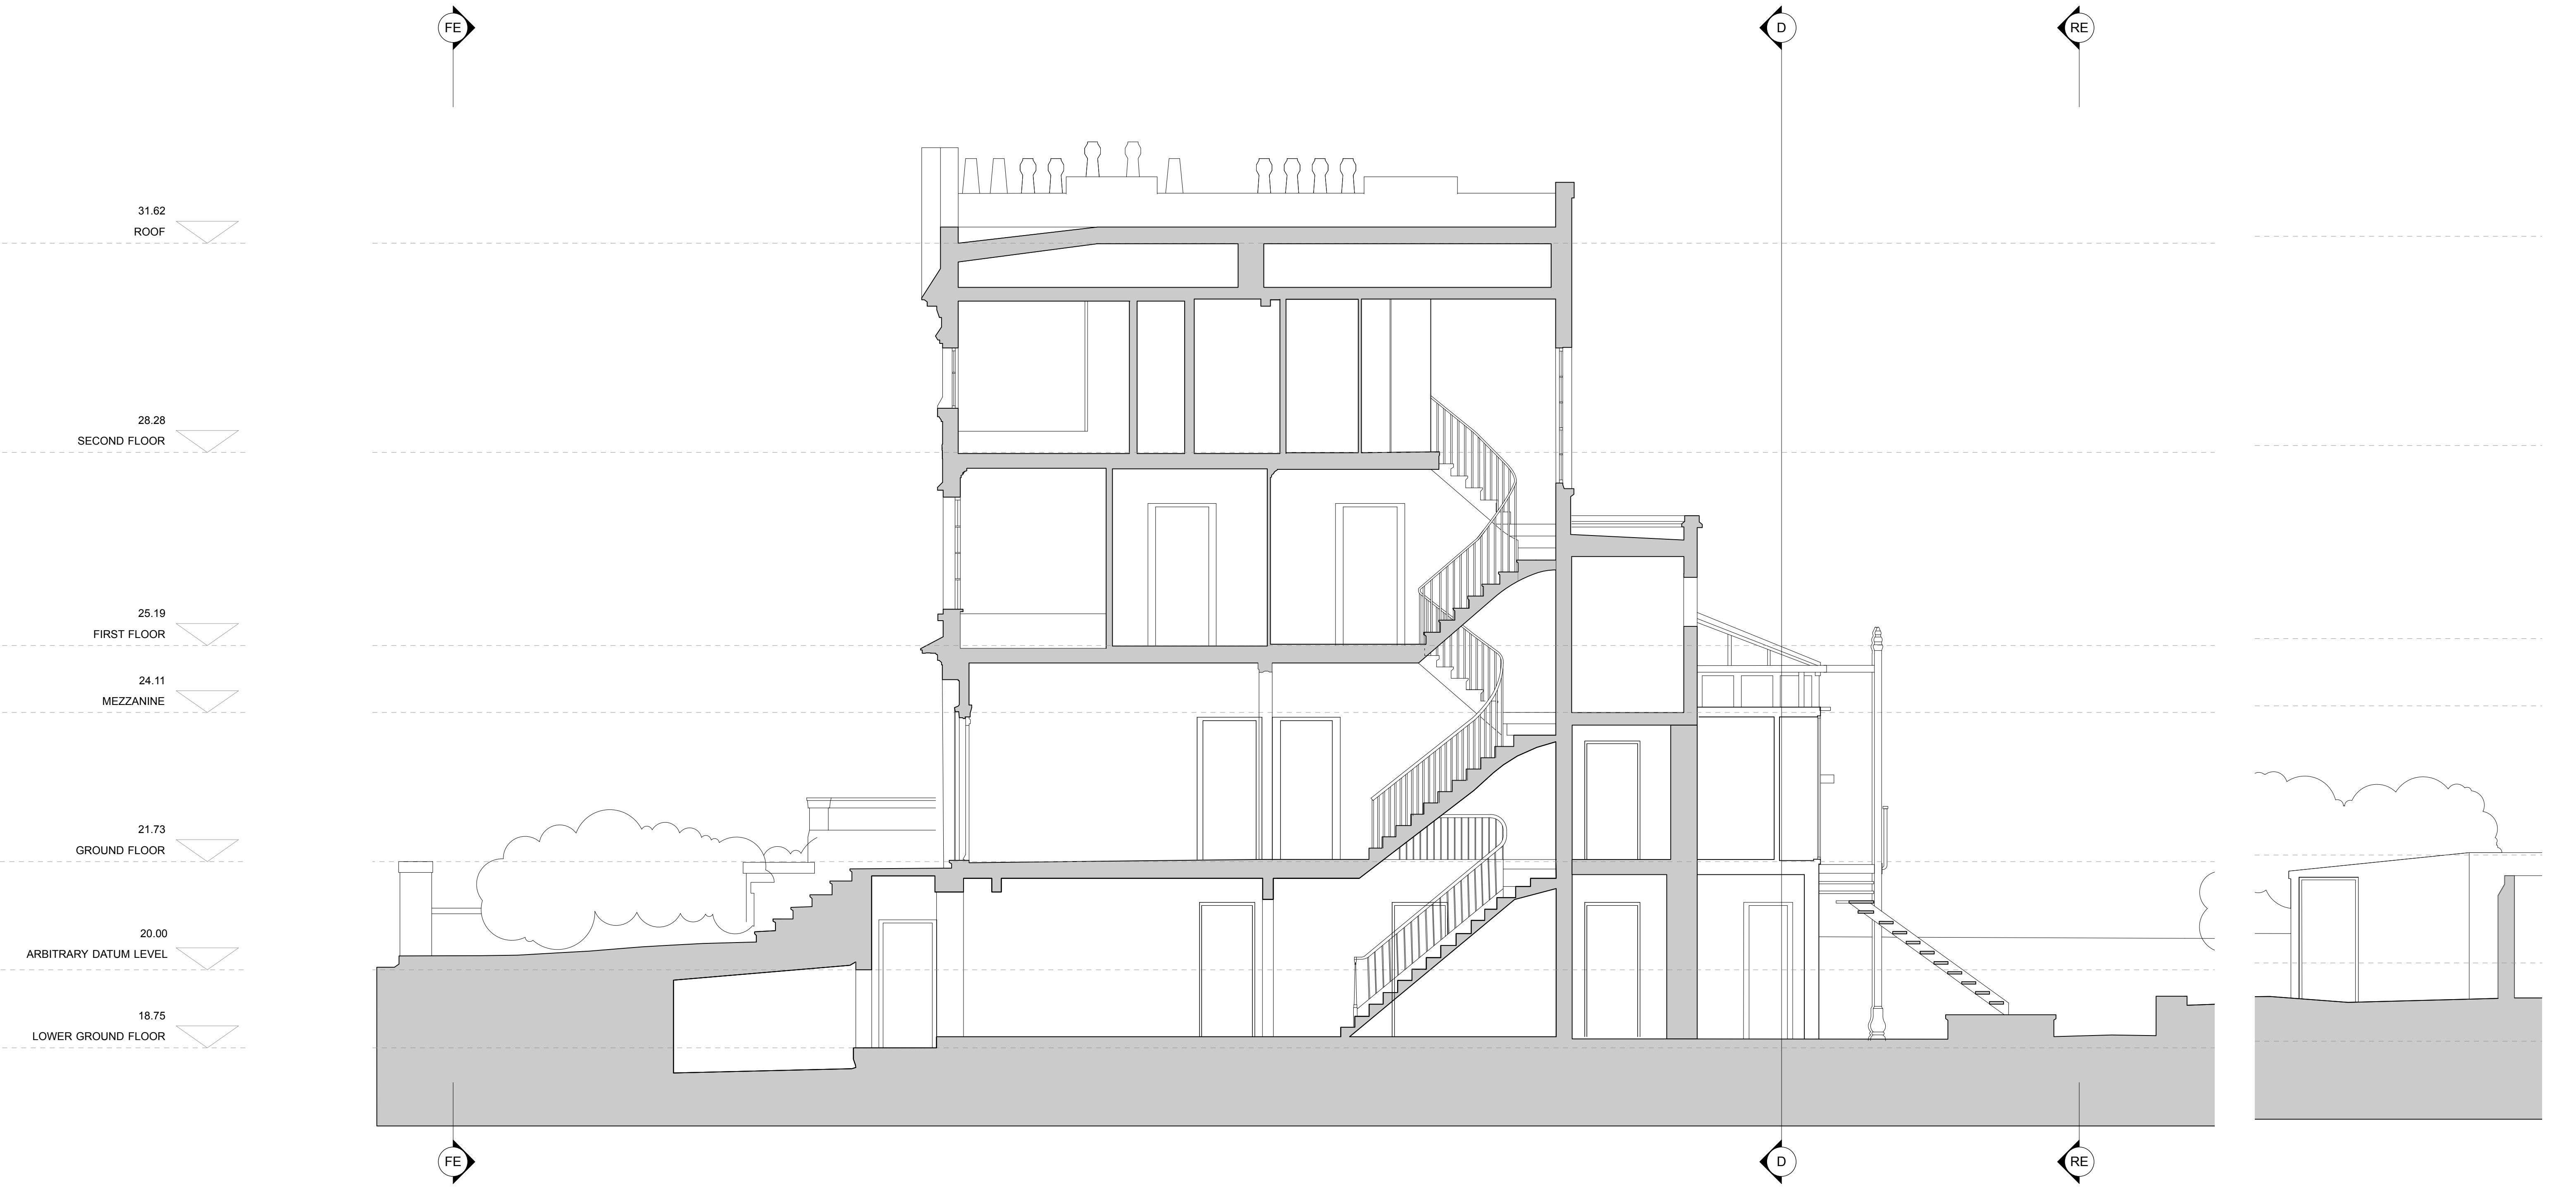 FE
D
RE
31.62
ROOF
28.28
SECOND FLOOR
25.19
FIRST FLOOR
24.11
MEZZANINE
21.73
GROUND FLOOR
20.00
ARBITRARY DATUM LEVEL
18.75
LOWER GROUND FLOOR
FE
D
RE